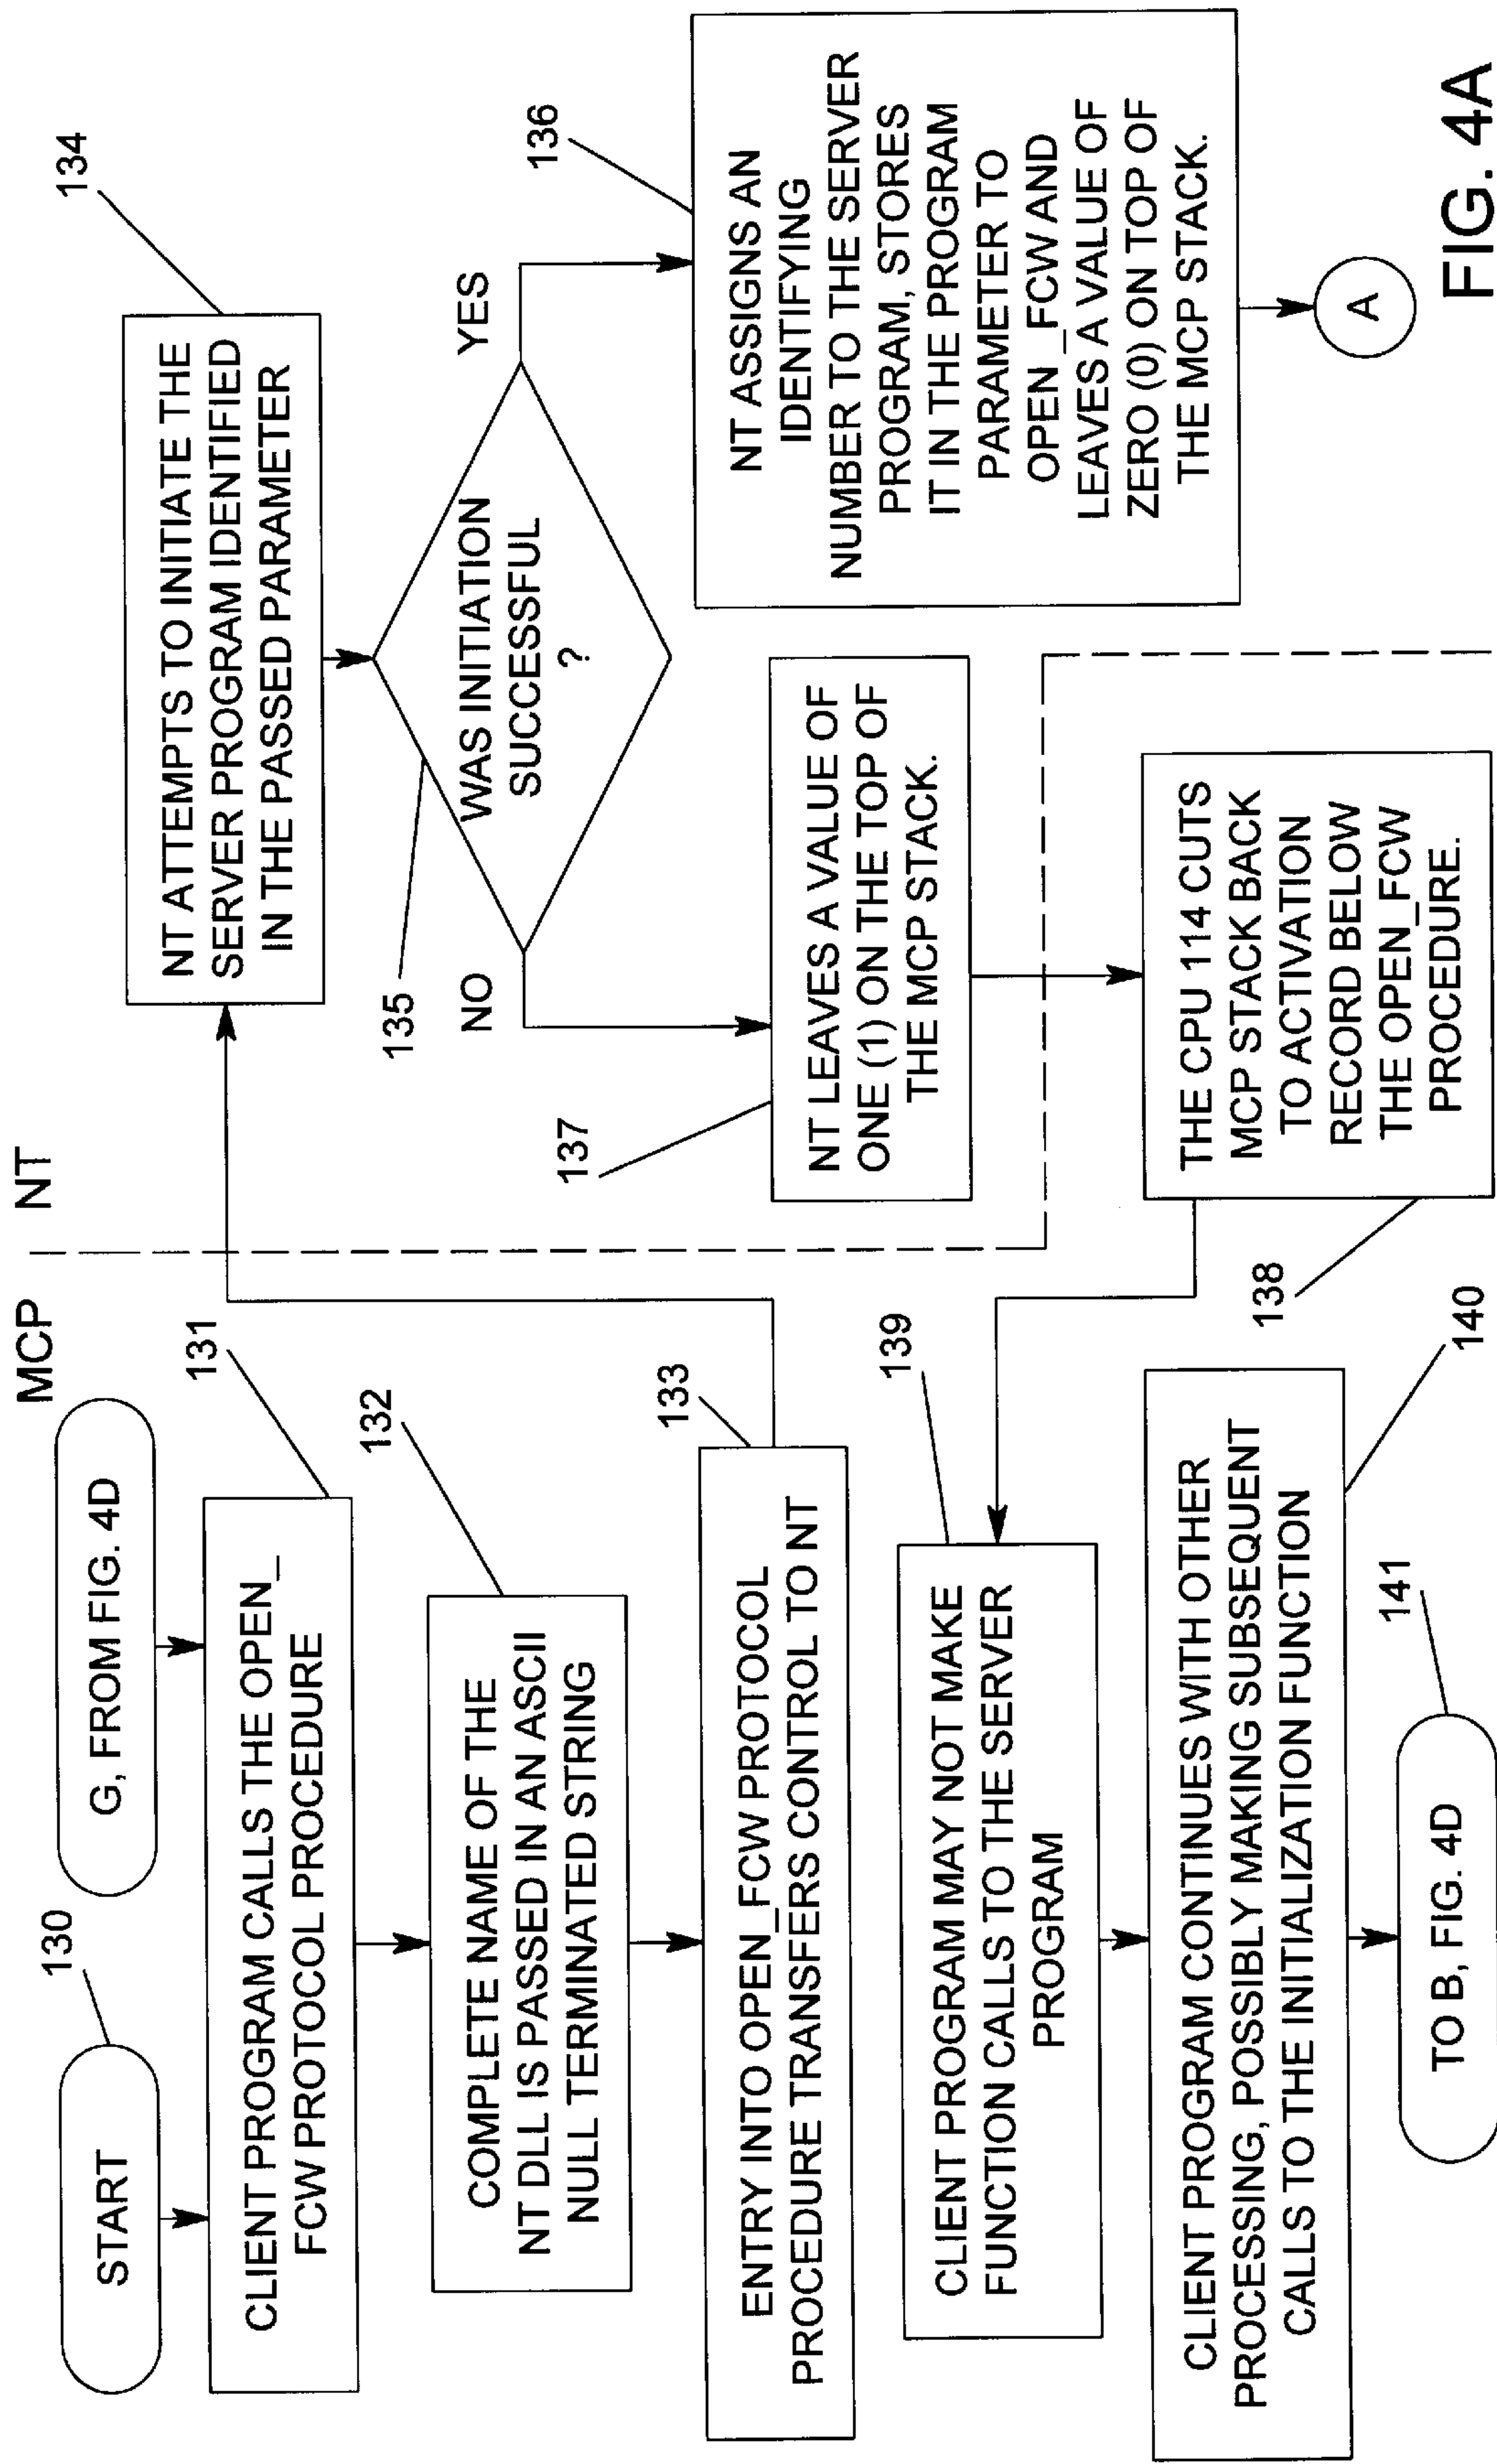 MCP
NT
130
START
G, FROM FIG. 4D
131
CLIENT PROGRAM CALLS THE OPEN_
FCW PROTOCOL PROCEDURE
132
COMPLETE NAME OF THE
NT DLL IS PASSED IN AN ASCII
NULL TERMINATED STRING
133
ENTRY INTO OPEN_FCW PROTOCOL
PROCEDURE TRANSFERS CONTROL TO NT
134
NT ATTEMPTS TO INITIATE THE
SERVER PROGRAM IDENTIFIED
IN THE PASSED PARAMETER
135
WAS INITIATION
SUCCESSFUL
?
YES
NO
136
NT ASSIGNS AN
IDENTIFYING
NUMBER TO THE SERVER
PROGRAM, STORES
IT IN THE PROGRAM
PARAMETER TO
OPEN_FCW AND
LEAVES A VALUE OF
ZERO (0) ON TOP OF
THE MCP STACK.
A
137
NT LEAVES A VALUE OF
ONE (1) ON THE TOP OF
THE MCP STACK.
138
THE CPU 114 CUTS
MCP STACK BACK
TO ACTIVATION
RECORD BELOW
THE OPEN_FCW
PROCEDURE.
139
CLIENT PROGRAM MAY NOT MAKE
FUNCTION CALLS TO THE SERVER
PROGRAM
140
CLIENT PROGRAM CONTINUES WITH OTHER
PROCESSING, POSSIBLY MAKING SUBSEQUENT
CALLS TO THE INITIALIZATION FUNCTION
141
TO B, FIG. 4D
FIG. 4A